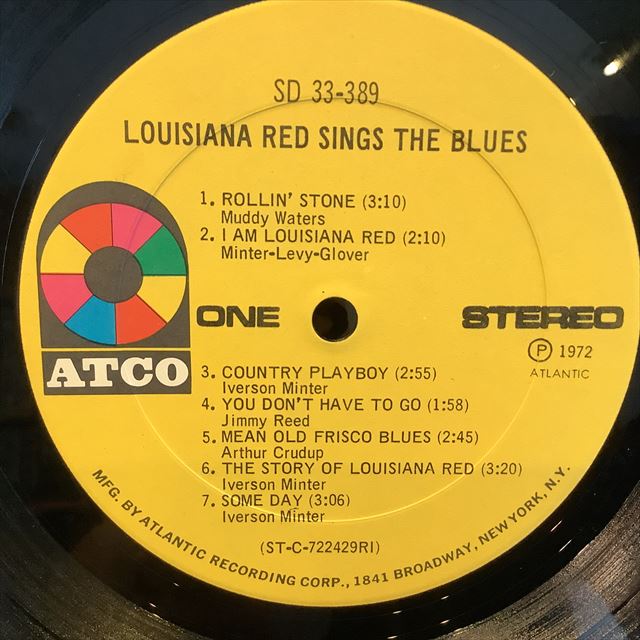 SD 33-389
LOUISIANA RED SINGS THE BLUES
1. ROLLIN' STONE (3:10)
Muddy Waters
2. I AM LOUISIANA RED (2:10)
Minter-Levy-Glover
ONE
STEREO
ATCO
Ⓟ 1972
ATLANTIC
3. COUNTRY PLAYBOY (2:55)
Iverson Minter
4. YOU DON'T HAVE TO GO (1:58)
Jimmy Reed
5. MEAN OLD FRISCO BLUES (2:45)
Arthur Crudup
6. THE STORY OF LOUISIANA RED (3:20)
Iverson Minter
7. SOME DAY (3:06)
Iverson Minter
(ST-C-722429RI)
MFG. BY ATLANTIC RECORDING CORP., 1841 BROADWAY, NEW YORK, N.Y.